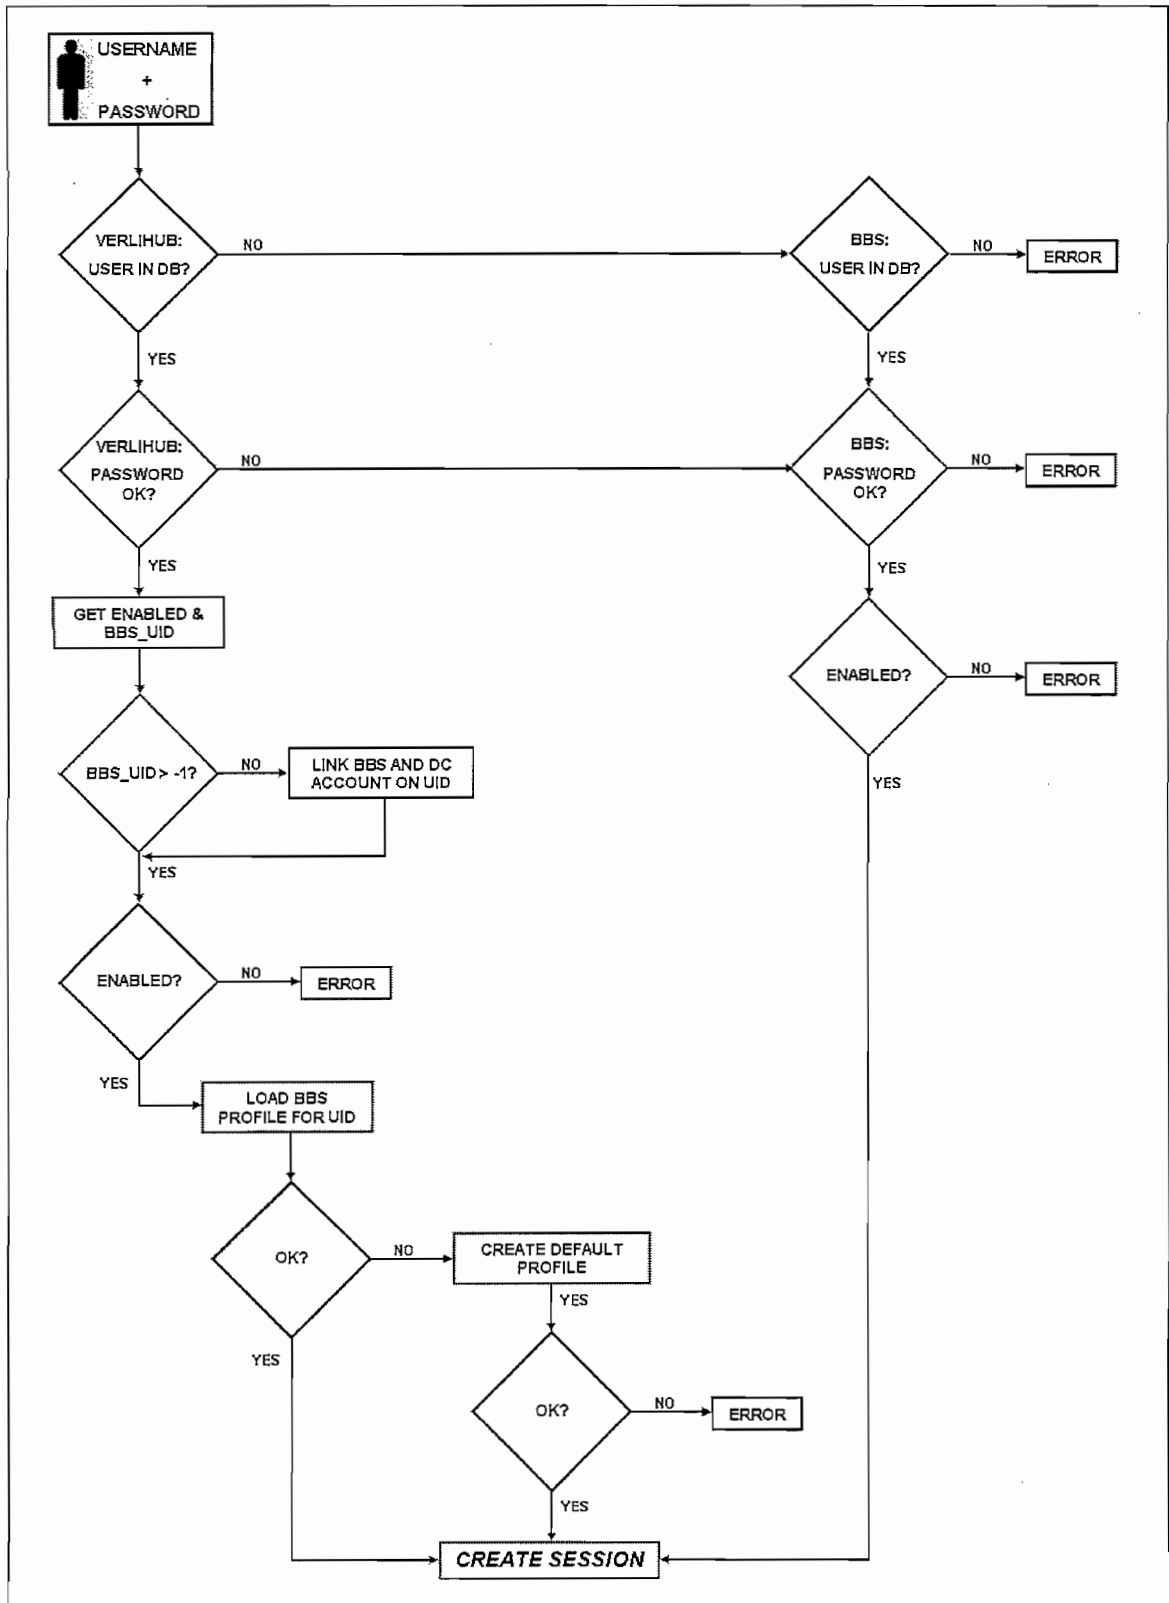 USERNAME
+
PASSWORD
VERLIHUB:
USER IN DB?
NO
BBS:
USER IN DB?
NO
ERROR
YES
YES
VERLIHUB:
PASSWORD
OK?
NO
BBS:
PASSWORD
OK?
NO
ERROR
YES
YES
GET ENABLED &
BBS_UID
ENABLED?
NO
ERROR
BBS_UID > -1?
NO
LINK BBS AND DC
ACCOUNT ON UID
YES
YES
ENABLED?
NO
ERROR
YES
LOAD BBS
PROFILE FOR UID
OK?
NO
CREATE DEFAULT
PROFILE
YES
YES
OK?
NO
ERROR
YES
CREATE SESSION